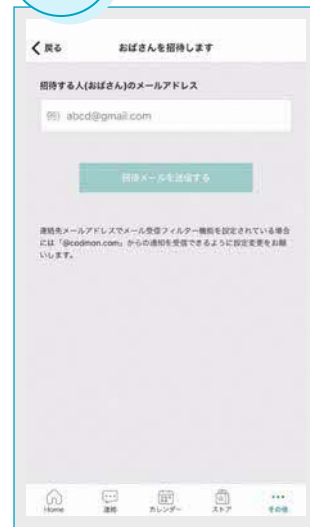 戻る おばさんを招待します
招待する人(おばさん)のメールアドレス
例) abcd@gmail.com
招待メールを送信する
連絡先メールアドレスでメール受信フィルター機能を設定されている場合
には「@codmon.com」からの通知を受信できるように設定変更をお願
いします。
Home 連絡 カレンダー ストア その他